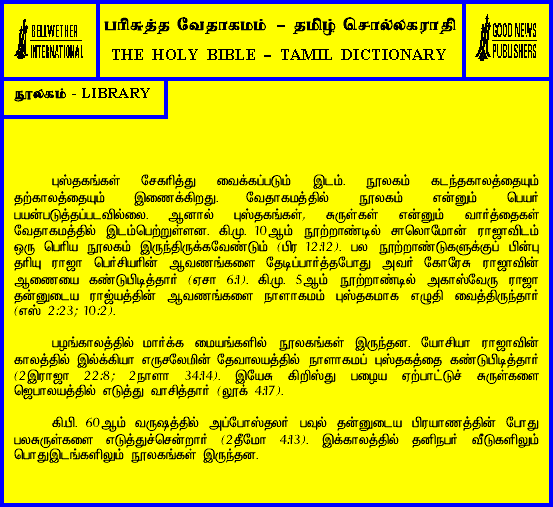 BELLWETHER
INTERNATIONAL
பரிசுத்த வேதாகமம் – தமிழ் சொல்லகராதி
THE HOLY BIBLE – TAMIL DICTIONARY
GOOD NEWS
PUBLISHERS
நூலகம் - LIBRARY
புஸ்தகங்கள் சேகரித்து வைக்கப்படும் இடம். நூலகம் கடந்தகாலத்தையும்
தற்காலத்தையும் இணைக்கிறது. வேதாகமத்தில் நூலகம் என்னும் பெயர்
பயன்படுத்தப்படவில்லை. ஆனால் புஸ்தகங்கள், சுருள்கள் என்னும் வார்த்தைகள்
வேதாகமத்தில் இடம்பெற்றுள்ளன. கி.மு. 10ஆம் நூற்றாண்டில் சாலொமோன் ராஜாவிடம்
ஒரு பெரிய நூலகம் இருந்திருக்கவேண்டும் (பிர 12:12). பல நூற்றாண்டுகளுக்குப் பின்பு
தரியு ராஜா பெர்சியரின் ஆவணங்களை தேடிப்பார்த்தபோது அவர் கோரேசு ராஜாவின்
ஆணையை கண்டுபிடித்தார் (ஏசா 6:1). கி.மு. 5ஆம் நூற்றாண்டில் அகாஸ்வேரு ராஜா
தன்னுடைய ராஜ்யத்தின் ஆவணங்களை நாளாகமம் புஸ்தகமாக எழுதி வைத்திருந்தார்
(எஸ் 2:23; 10:2).
பழங்காலத்தில் மார்க்க மையங்களில் நூலகங்கள் இருந்தன. யோசியா ராஜாவின்
காலத்தில் இல்க்கியா எருசலேமின் தேவாலயத்தில் நாளாகமப் புஸ்தகத்தை கண்டுபிடித்தார்
(2இராஜா 22:8; 2நாளா 34:14). இயேசு கிறிஸ்து பழைய ஏற்பாட்டுச் சுருள்களை
ஜெபாலயத்தில் எடுத்து வாசித்தார் (லூக் 4:17).
கி.பி. 60ஆம் வருஷத்தில் அப்போஸ்தலர் பவுல் தன்னுடைய பிரயாணத்தின் போது
பலசுருள்களை எடுத்துச்சென்றார் (2தீமோ 4:13). இக்காலத்தில் தனிநபர் வீடுகளிலும்
பொதுஇடங்களிலும் நூலகங்கள் இருந்தன.